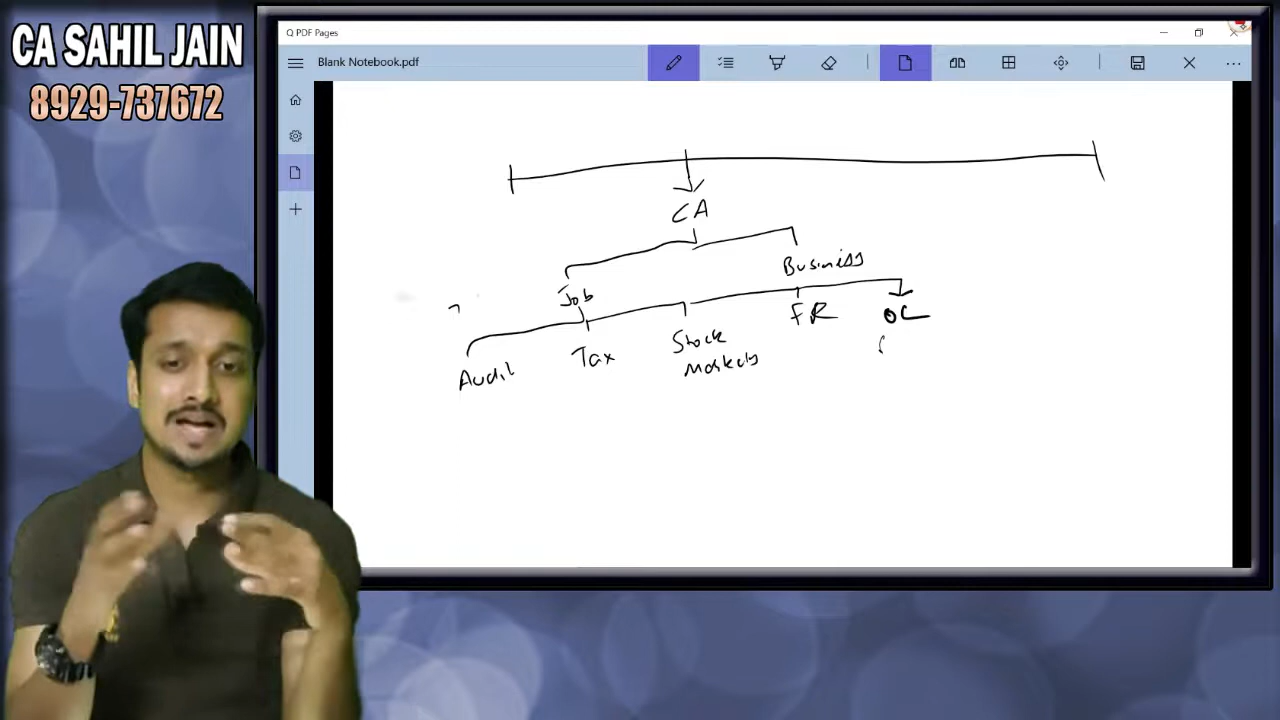 CA SAHIL JAIN
8929-737672
Q PDF Pages
Blank Notebook.pdf
CA
Business
Job
FR
OC
Audit
Tax
Stock
Markets